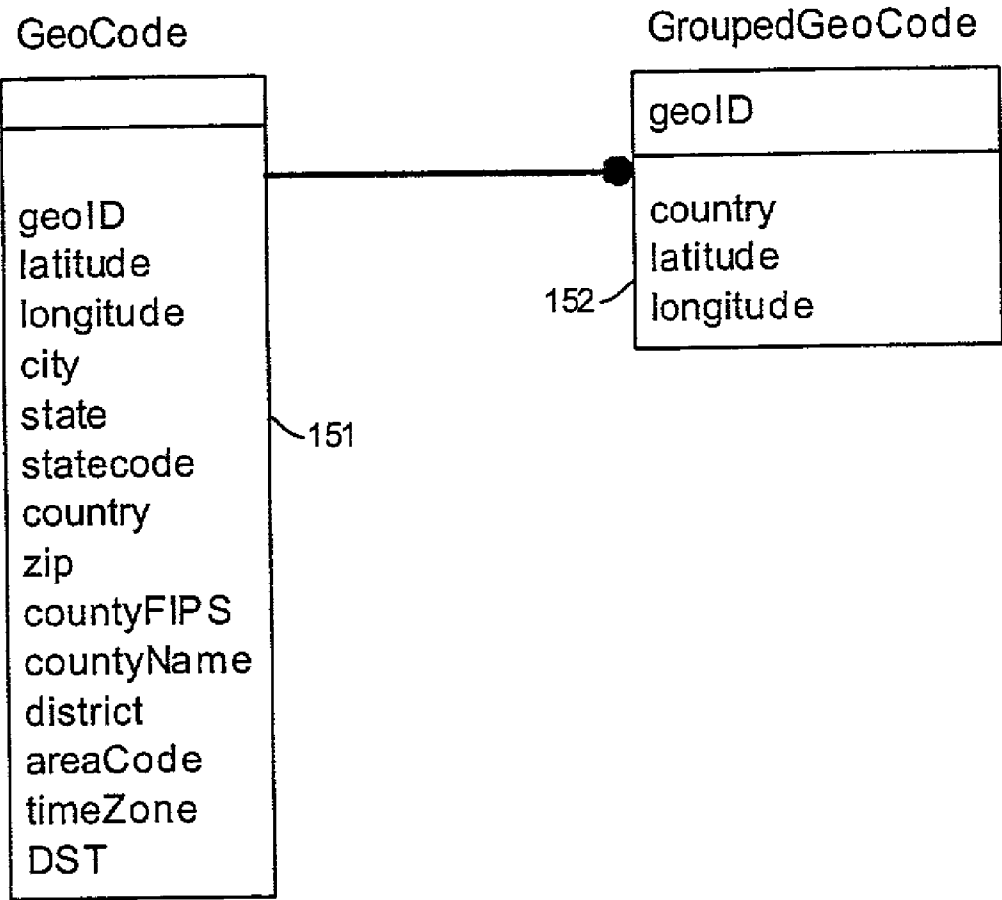 GeoCode
geoID
latitude
longitude
city
state
statecode
country
zip
countyFIPS
countyName
district
areaCode
timeZone
DST
151
GroupedGeoCode
geoID
country
latitude
longitude
152